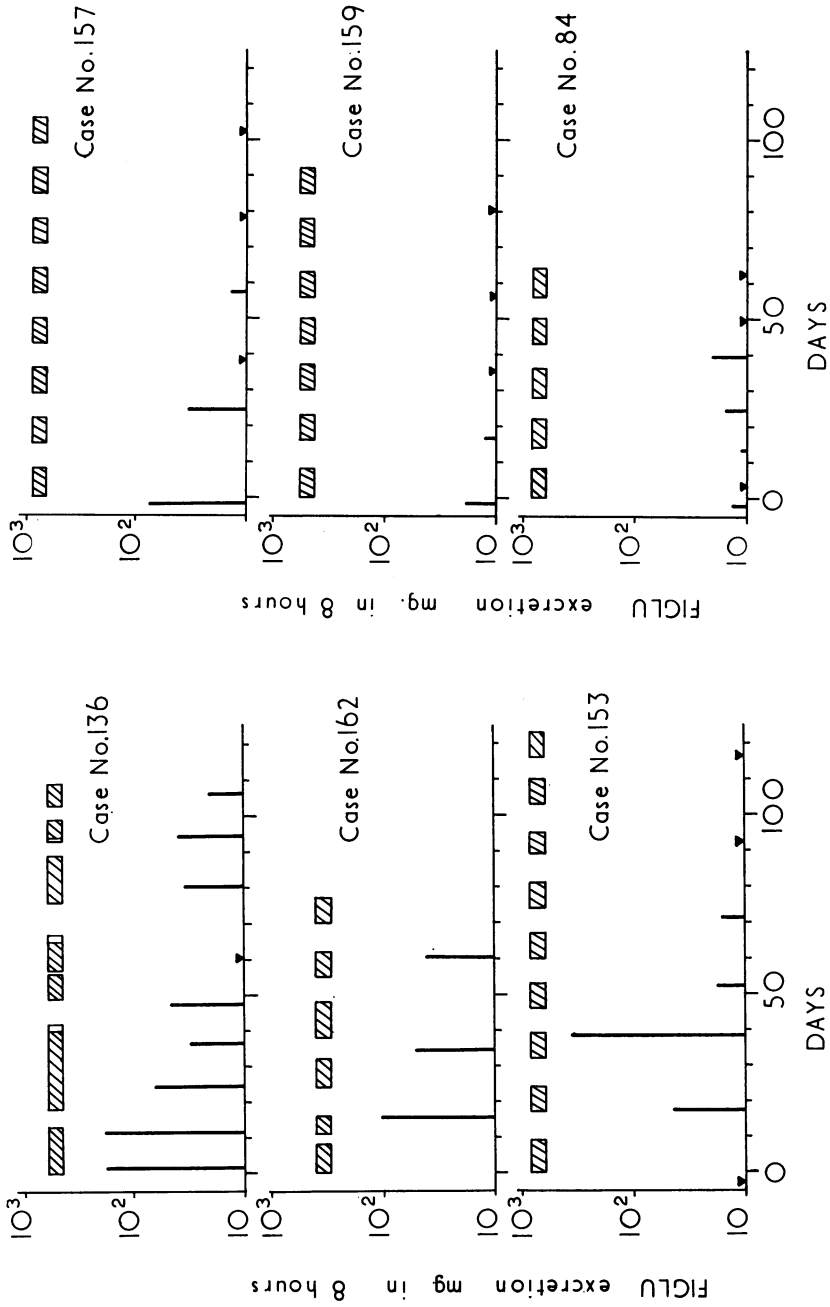 FIGLU excretion mg in 8 hours
10³
10²
10
Case No.136
10³
10²
10
Case No.162
10³
10²
10
Case No.153
0
50
100
DAYS
FIGLU excretion mg. in 8 hours
10³
10²
10
Case No.157
10³
10²
10
Case No.159
10³
10²
10
Case No.84
0
50
100
DAYS